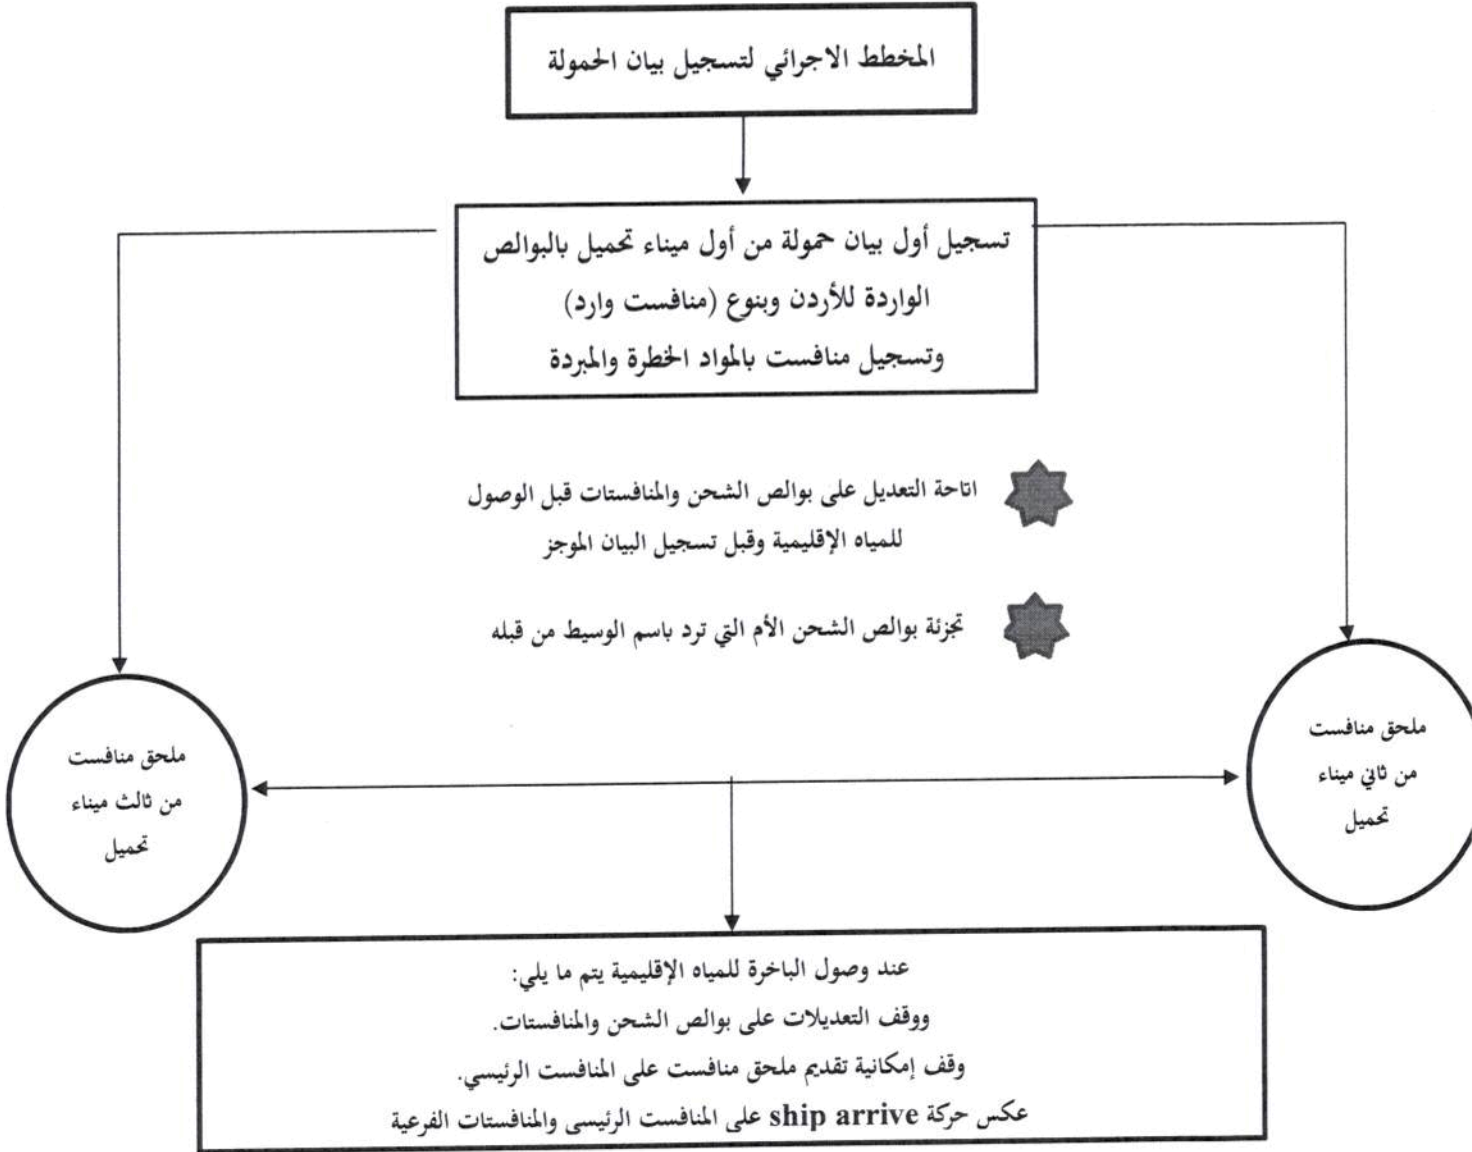 المخطط الاجرائي لتسجيل بيان الحمولة
تسجيل أول بيان حمولة من أول ميناء تحميل بالبوالص
الواردة للأردن وبنوع (منافست وارد)
وتسجيل منافست بالمواد الخطرة والمبردة
اتاحة التعديل على بوالص الشحن والمنافستات قبل الوصول
للمياه الإقليمية وقبل تسجيل البيان الموجز
تجزئة بوالص الشحن الأم التي ترد باسم الوسيط من قبله
ملحق منافست
من ثاني ميناء
تحميل
ملحق منافست
من ثالث ميناء
تحميل
عند وصول الباخرة للمياه الإقليمية يتم ما يلي:
ووقف التعديلات على بوالص الشحن والمنافستات.
وقف إمكانية تقديم ملحق منافست على المنافست الرئيسي.
عكس حركة ship arrive على المنافست الرئيسي والمنافستات الفرعية